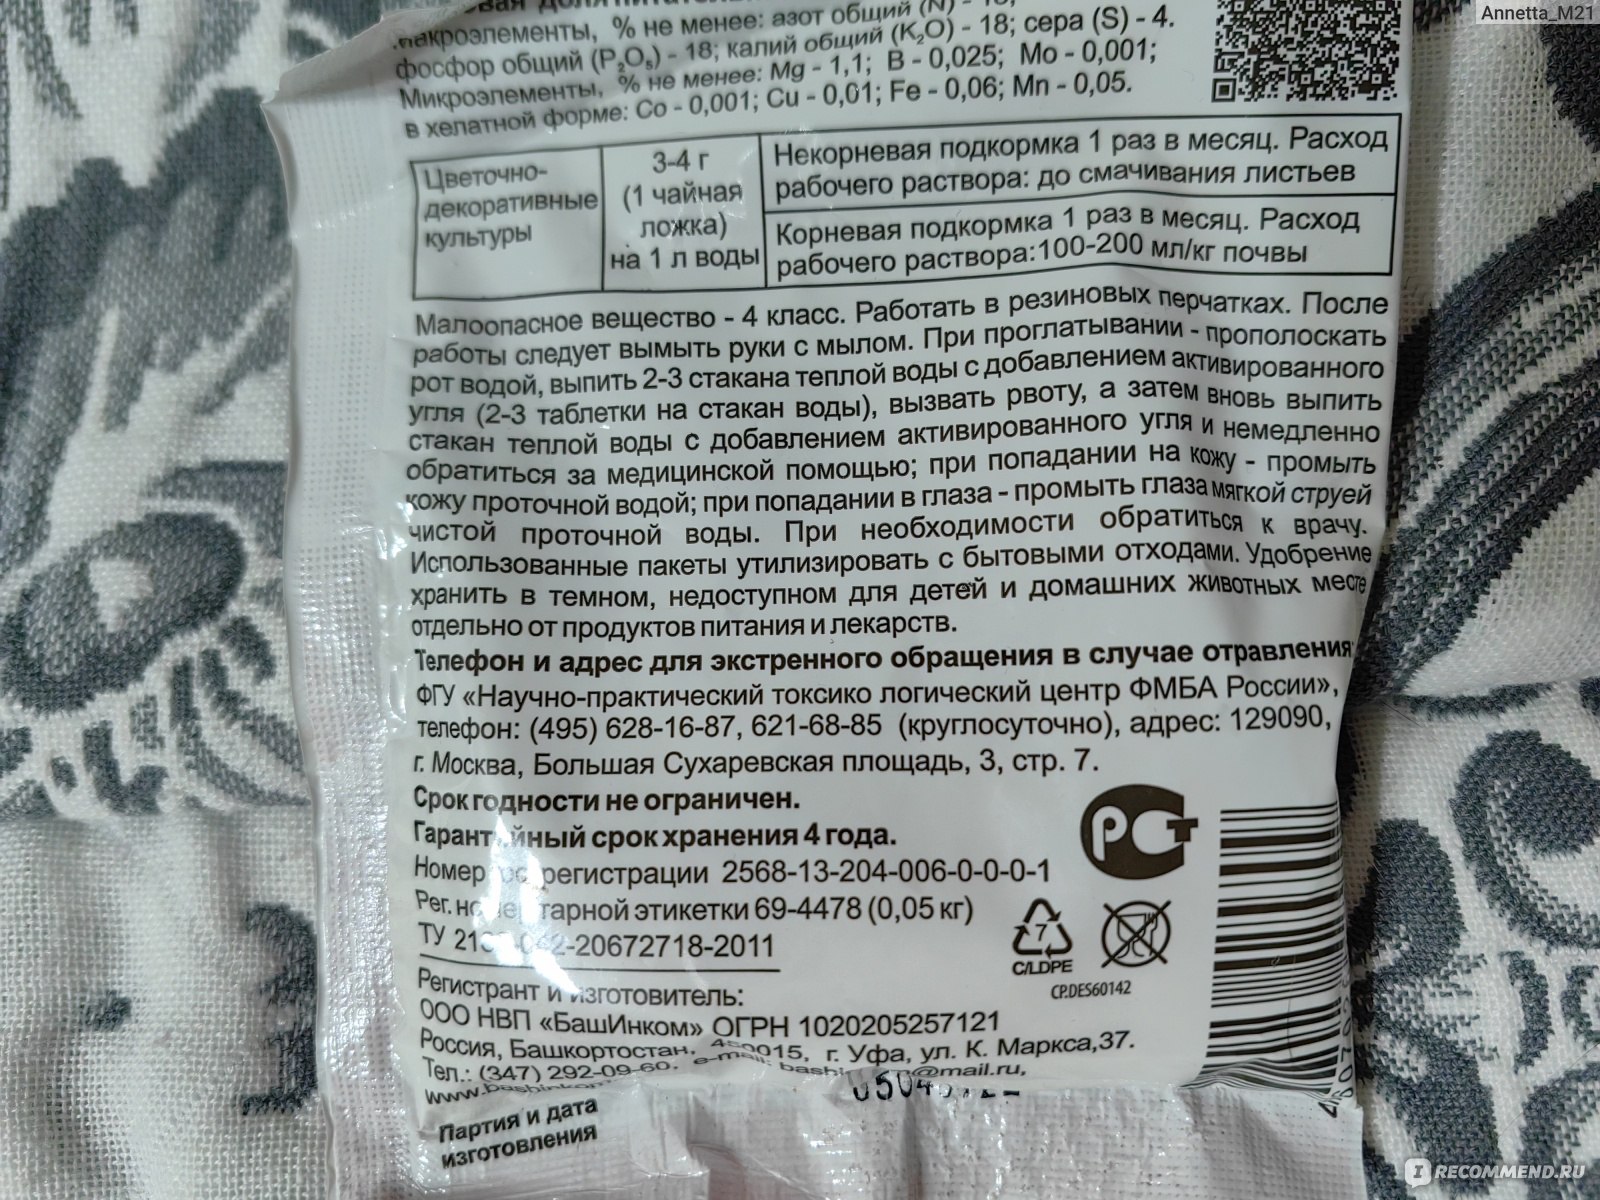 Annetta_M21
макроэлементы, % не менее: азот общий (N) -
фосфор общий (P₂O₅) - 18; калий общий (K₂O) - 18; сера (S) - 4.
Микроэлементы, % не менее: Mg - 1,1; B - 0,025; Mo - 0,001;
в хелатной форме: Co - 0,001; Cu - 0,01; Fe - 0,06; Mn - 0,05.
Цветочно-
декоративные
культуры
3-4 г
(1 чайная
ложка)
на 1 л воды
Некорневая подкормка 1 раз в месяц. Расход
рабочего раствора: до смачивания листьев
Корневая подкормка 1 раз в месяц. Расход
рабочего раствора:100-200 мл/кг почвы
Малоопасное вещество - 4 класс. Работать в резиновых перчатках. После
работы следует вымыть руки с мылом. При проглатывании - прополоскать
рот водой, выпить 2-3 стакана теплой воды с добавлением активированного
угля (2-3 таблетки на стакан воды), вызвать рвоту, а затем вновь выпить
стакан теплой воды с добавлением активированного угля и немедленно
обратиться за медицинской помощью; при попадании на кожу - промыть
кожу проточной водой; при попадании в глаза - промыть глаза мягкой струей
чистой проточной воды. При необходимости обратиться к врачу.
Использованные пакеты утилизировать с бытовыми отходами. Удобрение
хранить в темном, недоступном для детей и домашних животных месте
отдельно от продуктов питания и лекарств.
Телефон и адрес для экстренного обращения в случае отравления:
ФГУ «Научно-практический токсико логический центр ФМБА России»,
телефон: (495) 628-16-87, 621-68-85 (круглосуточно), адрес: 129090,
г. Москва, Большая Сухаревская площадь, 3, стр. 7.
Срок годности не ограничен.
Гарантийный срок хранения 4 года.
Номер регистрации 2568-13-204-006-0-0-0-1
Рег. тарной этикетки 69-4478 (0,05 кг)
ТУ -20672718-2011
РСТ
7
C/LDPE
CP.DES60142
Регистрант и изготовитель:
ООО НВП «БашИнком» ОГРН 1020205257121
Россия, Башкортостан, 450015, г. Уфа, ул. К. Маркса,37.
Тел.: (347) 292-09-60, e-mail: @mail.ru,
Партия и дата
изготовления
IRECOMMEND.RU